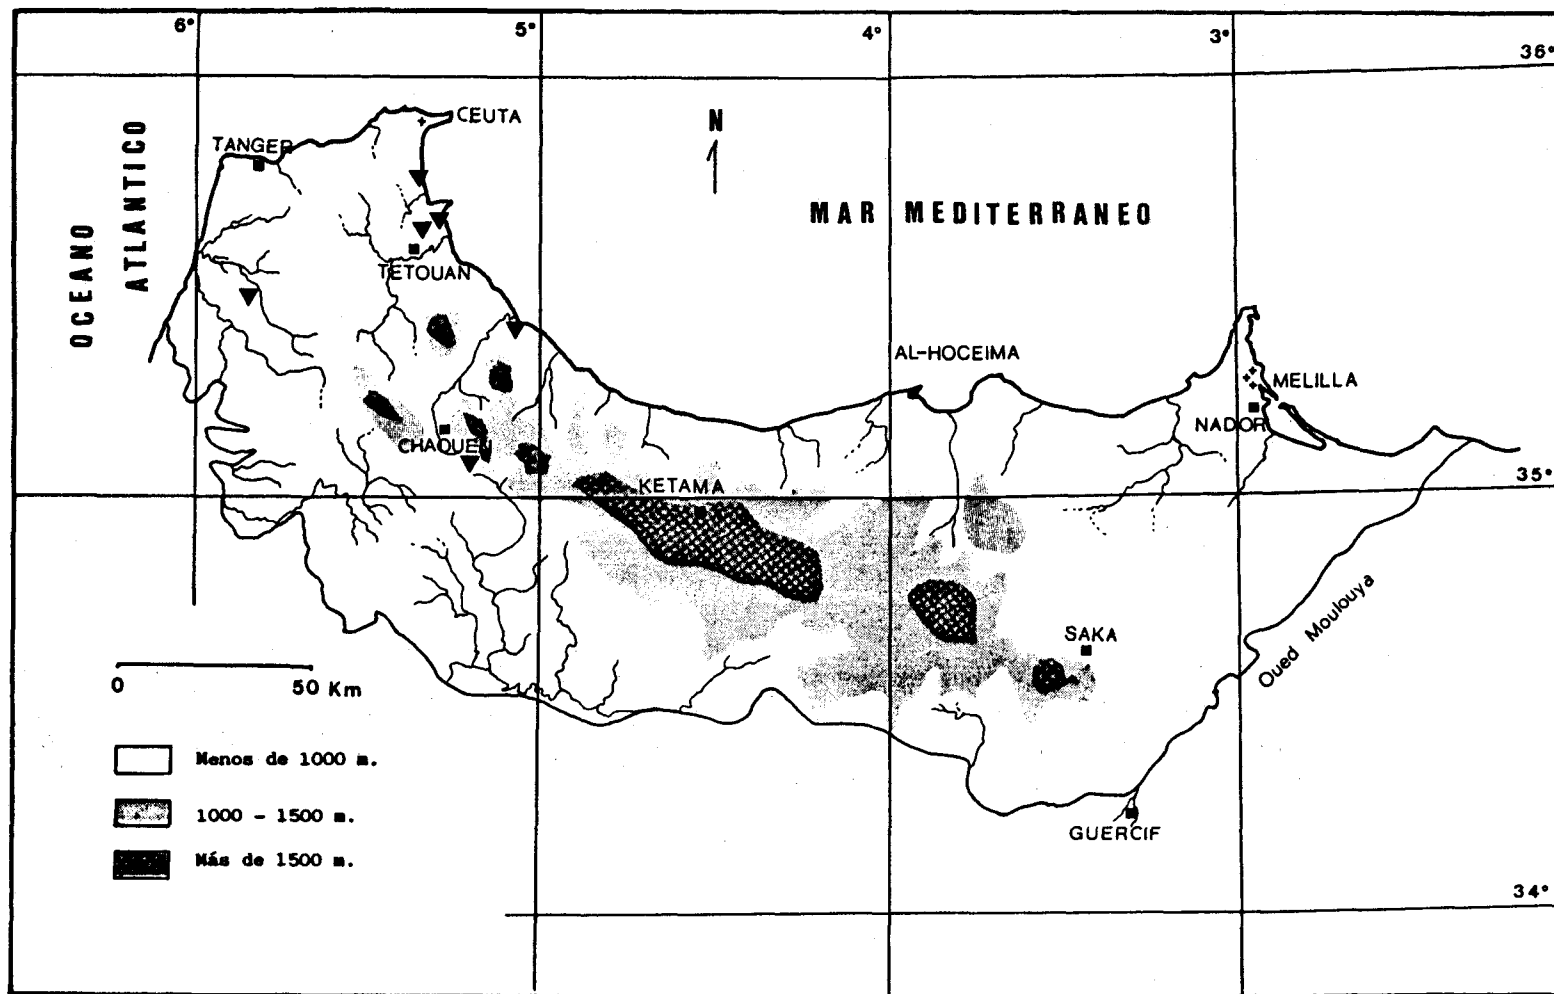 6°
5°
4°
3°
36°
CEUTA
TANGER
N
OCEANO
ATLANTICO
MAR MEDITERRANEO
TETOUAN
AL-HOCEIMA
MELILLA
NADOR
CHAOUEN
KETAMA
35°
SAKA
Oued Moulouya
0 50 Km
Menos de 1000 m.
1000 - 1500 m.
Más de 1500 m.
GUERCIF
34°